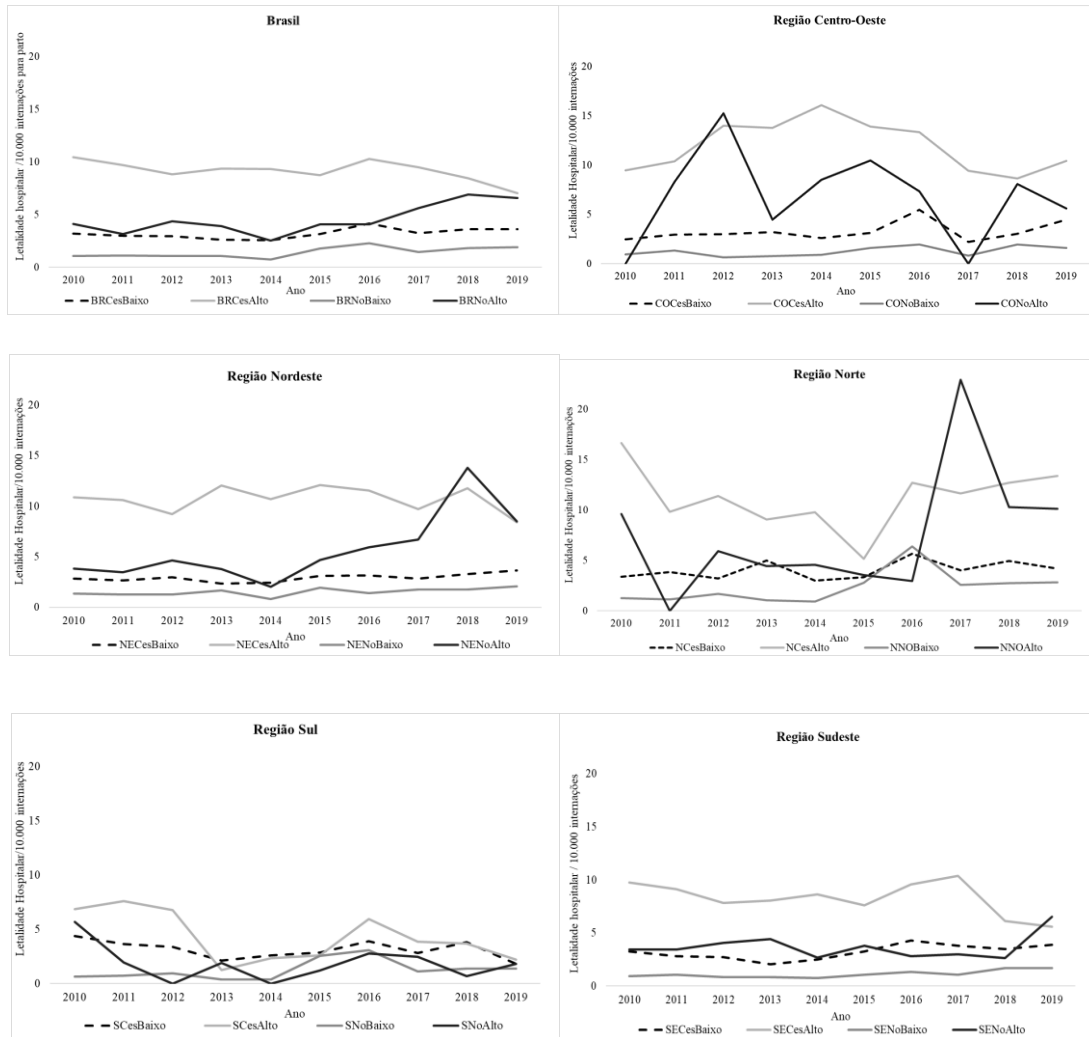 Brasil
Letalidade hospitalar /10.000 internações para parto
20
15
10
5
0
2010 2011 2012 2013 2014 2015 2016 2017 2018 2019
Ano
BRCesBaixo BRCesAlto BRNoBaixo BRNoAlto
Região Centro-Oeste
Letalidade Hospitalar/10.000 internações
20
15
10
5
0
2010 2011 2012 2013 2014 2015 2016 2017 2018 2019
Ano
COCesBaixo COCesAlto CONoBaixo CONoAlto
Região Nordeste
Letalidade Hospitalar/10.000 internações
20
15
10
5
0
2010 2011 2012 2013 2014 2015 2016 2017 2018 2019
Ano
NECesBaixo NECesAlto NENoBaixo NENoAlto
Região Norte
Letalidade Hospitalar/10.000 internações
20
15
10
5
0
2010 2011 2012 2013 2014 2015 2016 2017 2018 2019
Ano
NCesBaixo NCesAlto NNOBaixo NNOAlto
Região Sul
Letalidade Hospitalar/10.000 internações
20
15
10
5
0
2010 2011 2012 2013 2014 2015 2016 2017 2018 2019
Ano
SCesBaixo SCesAlto SNoBaixo SNoAlto
Região Sudeste
Letalidade hospitalar / 10.000 internações
20
15
10
5
0
2010 2011 2012 2013 2014 2015 2016 2017 2018 2019
Ano
SECesBaixo SECesAlto SENoBaixo SENoAlto